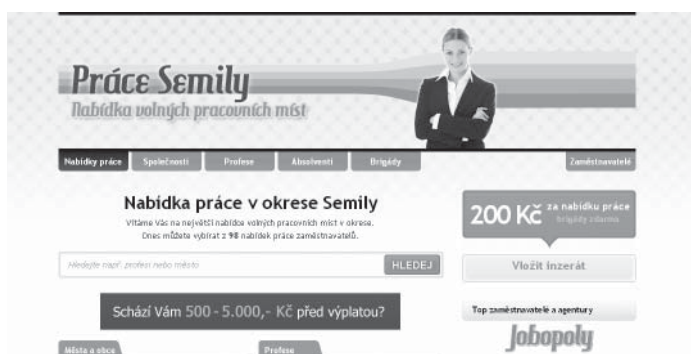 Práce Semily
Nabídka volných pracovních míst
Nabídky práce
Společnosti
Profese
Absolventi
Brigády
Zaměstnavatelé
Nabídka práce v okrese Semily
Vítáme Vás na největší nabídce volných pracovních míst v okrese.
Dnes můžete vybírat z 98 nabídek práce zaměstnavatelů.
Hledejte např. profesi nebo město
HLEDEJ
Schází Vám 500 - 5.000,- Kč před výplatou?
Města a obce
Profese
200 Kč za nabídku práce
brigády zdarma
Vložit inzerát
Top zaměstnavatelé a agentury
Jobopoly